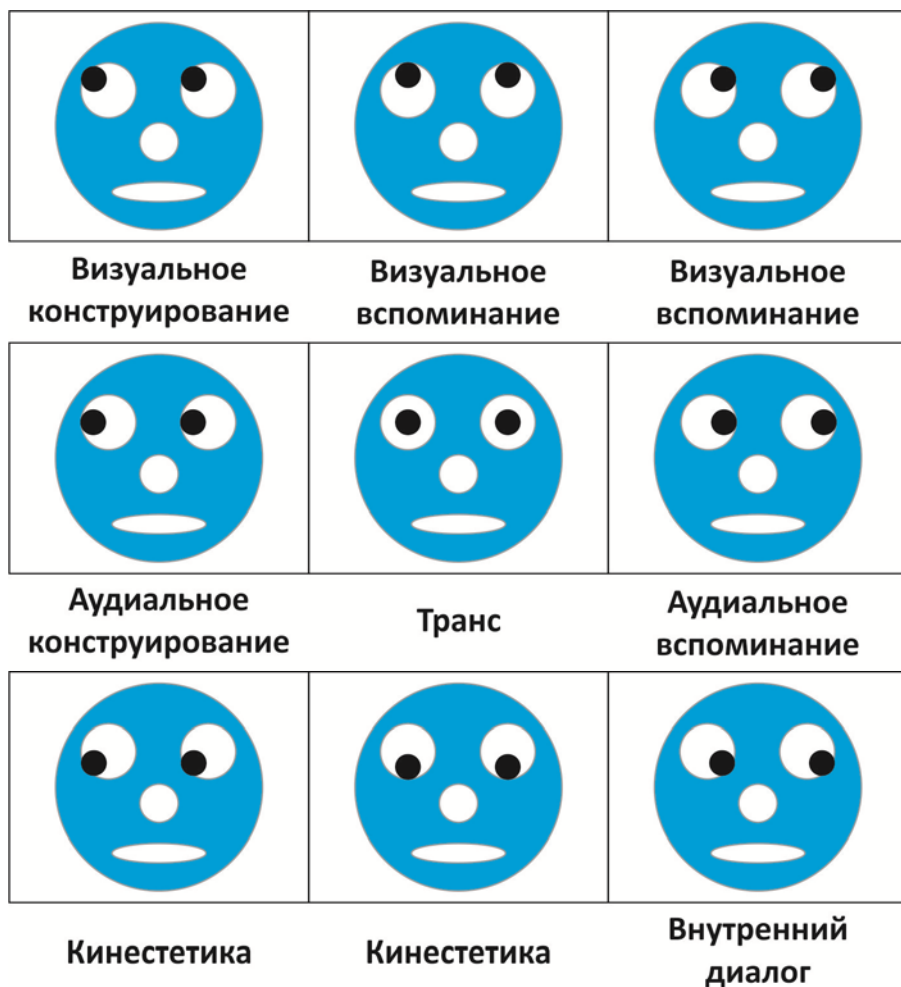 Визуальное
конструирование
Визуальное
вспоминание
Визуальное
вспоминание
Аудиальное
конструирование
Транс
Аудиальное
вспоминание
Кинестетика
Кинестетика
Внутренний
диалог